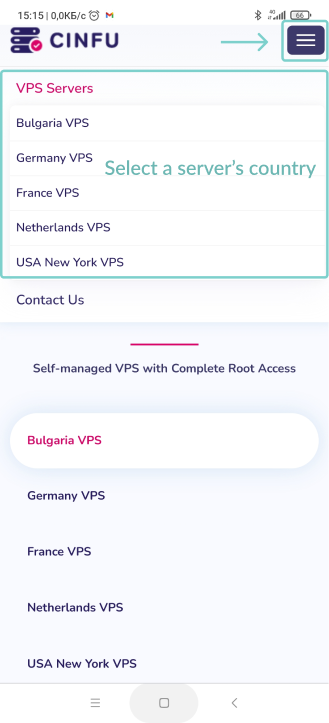 15:15 | 0,0КБ/с
4G
66
CINFU
VPS Servers
Bulgaria VPS
Germany VPS
Select a server's country
France VPS
Netherlands VPS
USA New York VPS
Contact Us
Self-managed VPS with Complete Root Access
Bulgaria VPS
Germany VPS
France VPS
Netherlands VPS
USA New York VPS